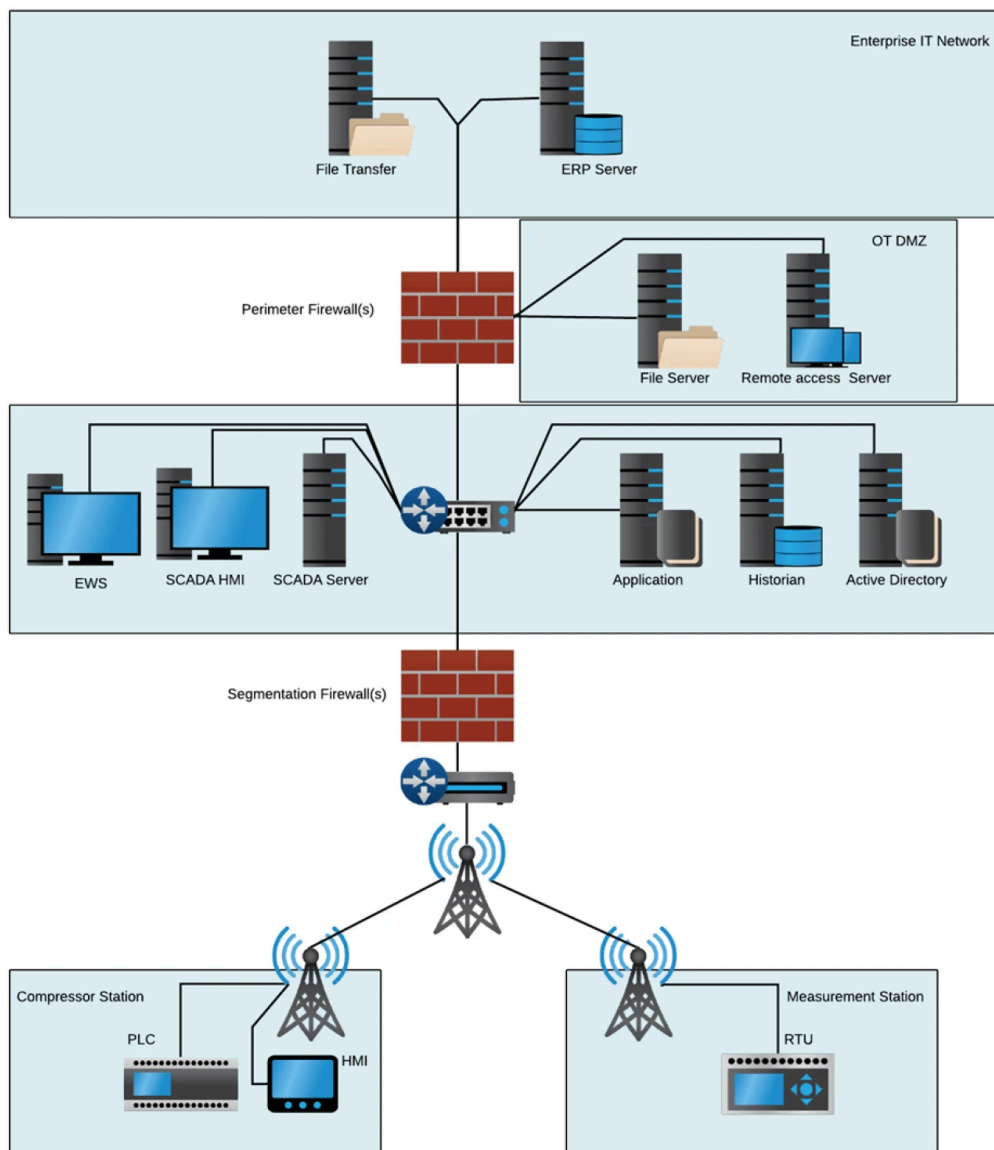 Enterprise IT Network
File Transfer
ERP Server
OT DMZ
Perimeter Firewall(s)
File Server
Remote access  Server
EWS
SCADA HMI
SCADA Server
Application
Historian
Active Directory
Segmentation Firewall(s)
Compressor Station
PLC
HMI
Measurement Station
RTU